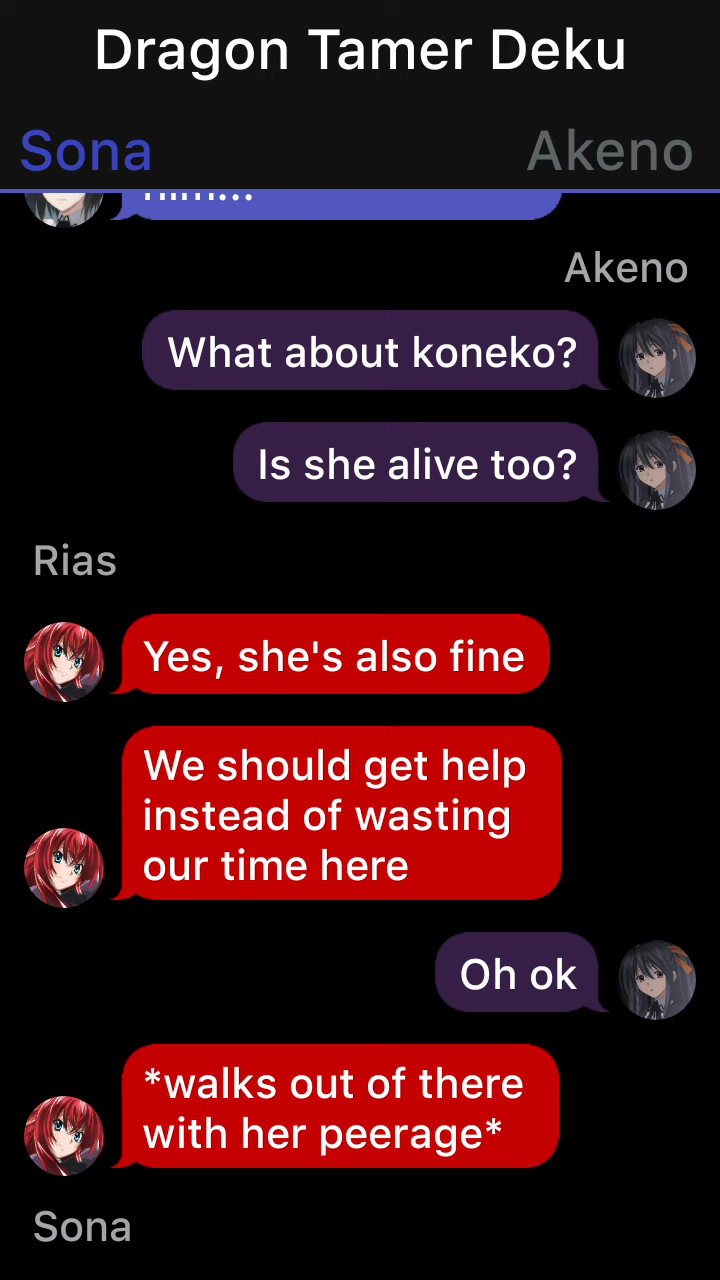 Dragon Tamer Deku
Sona
Akeno
Akeno
What about koneko?
Is she alive too?
Rias
Yes, she's also fine
We should get help
instead of wasting
our time here
Oh ok
*walks out of there
with her peerage*
Sona